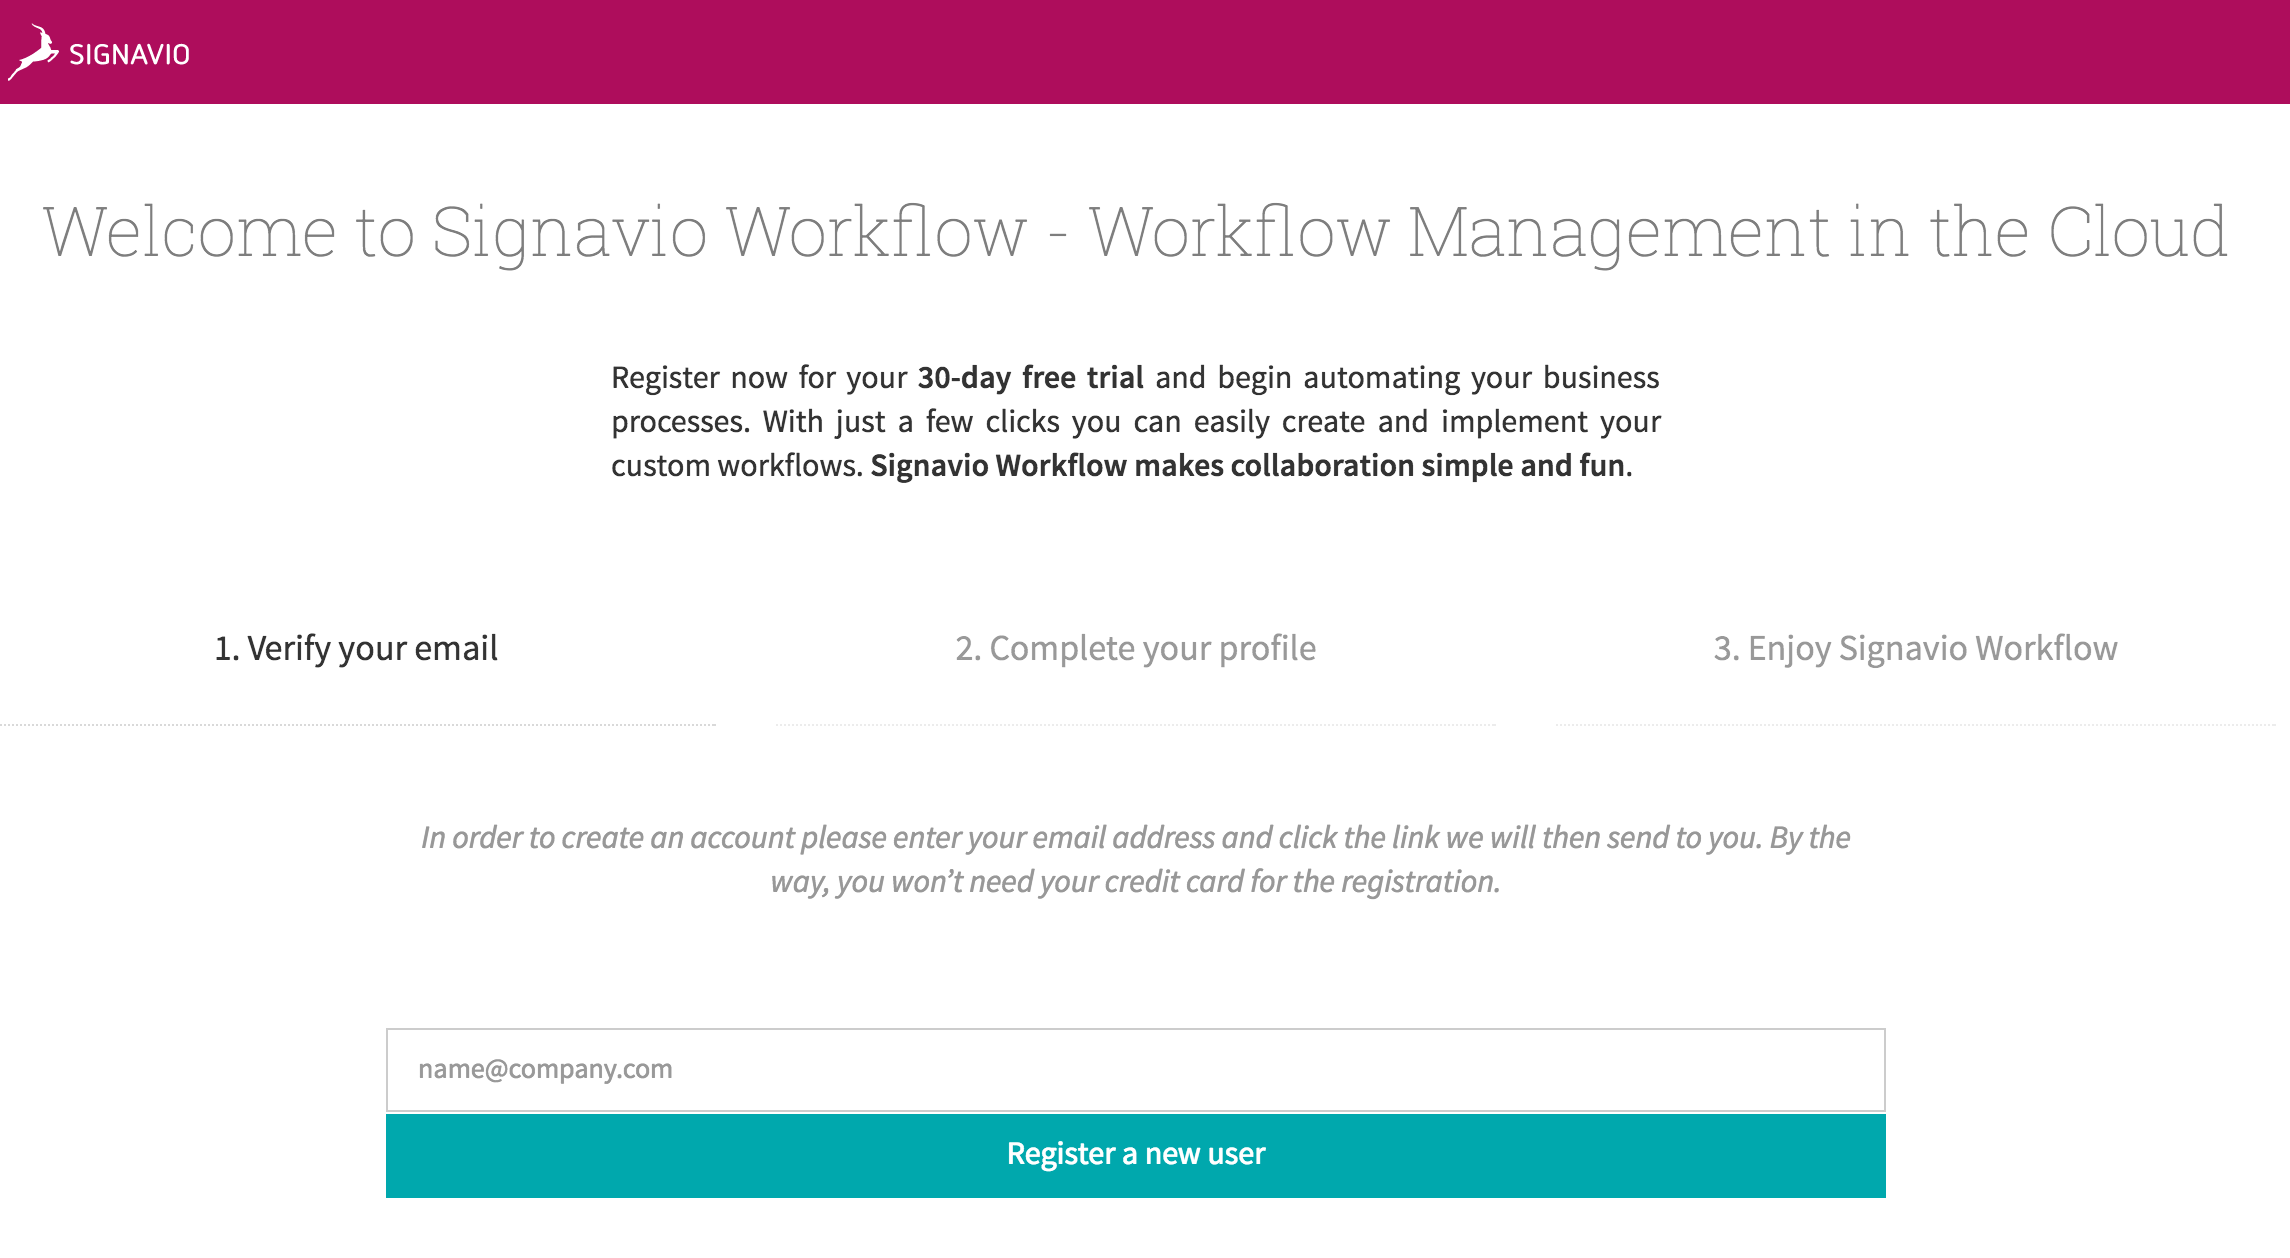 SIGNAVIO
Welcome to Signavio Workflow - Workflow Management in the Cloud
Register now for your 30-day free trial and begin automating your business
processes. With just a few clicks you can easily create and implement your
custom workflows. Signavio Workflow makes collaboration simple and fun.
1. Verify your email
2. Complete your profile
3. Enjoy Signavio Workflow
In order to create an account please enter your email address and click the link we will then send to you. By the
way, you won’t need your credit card for the registration.
name@company.com
Register a new user